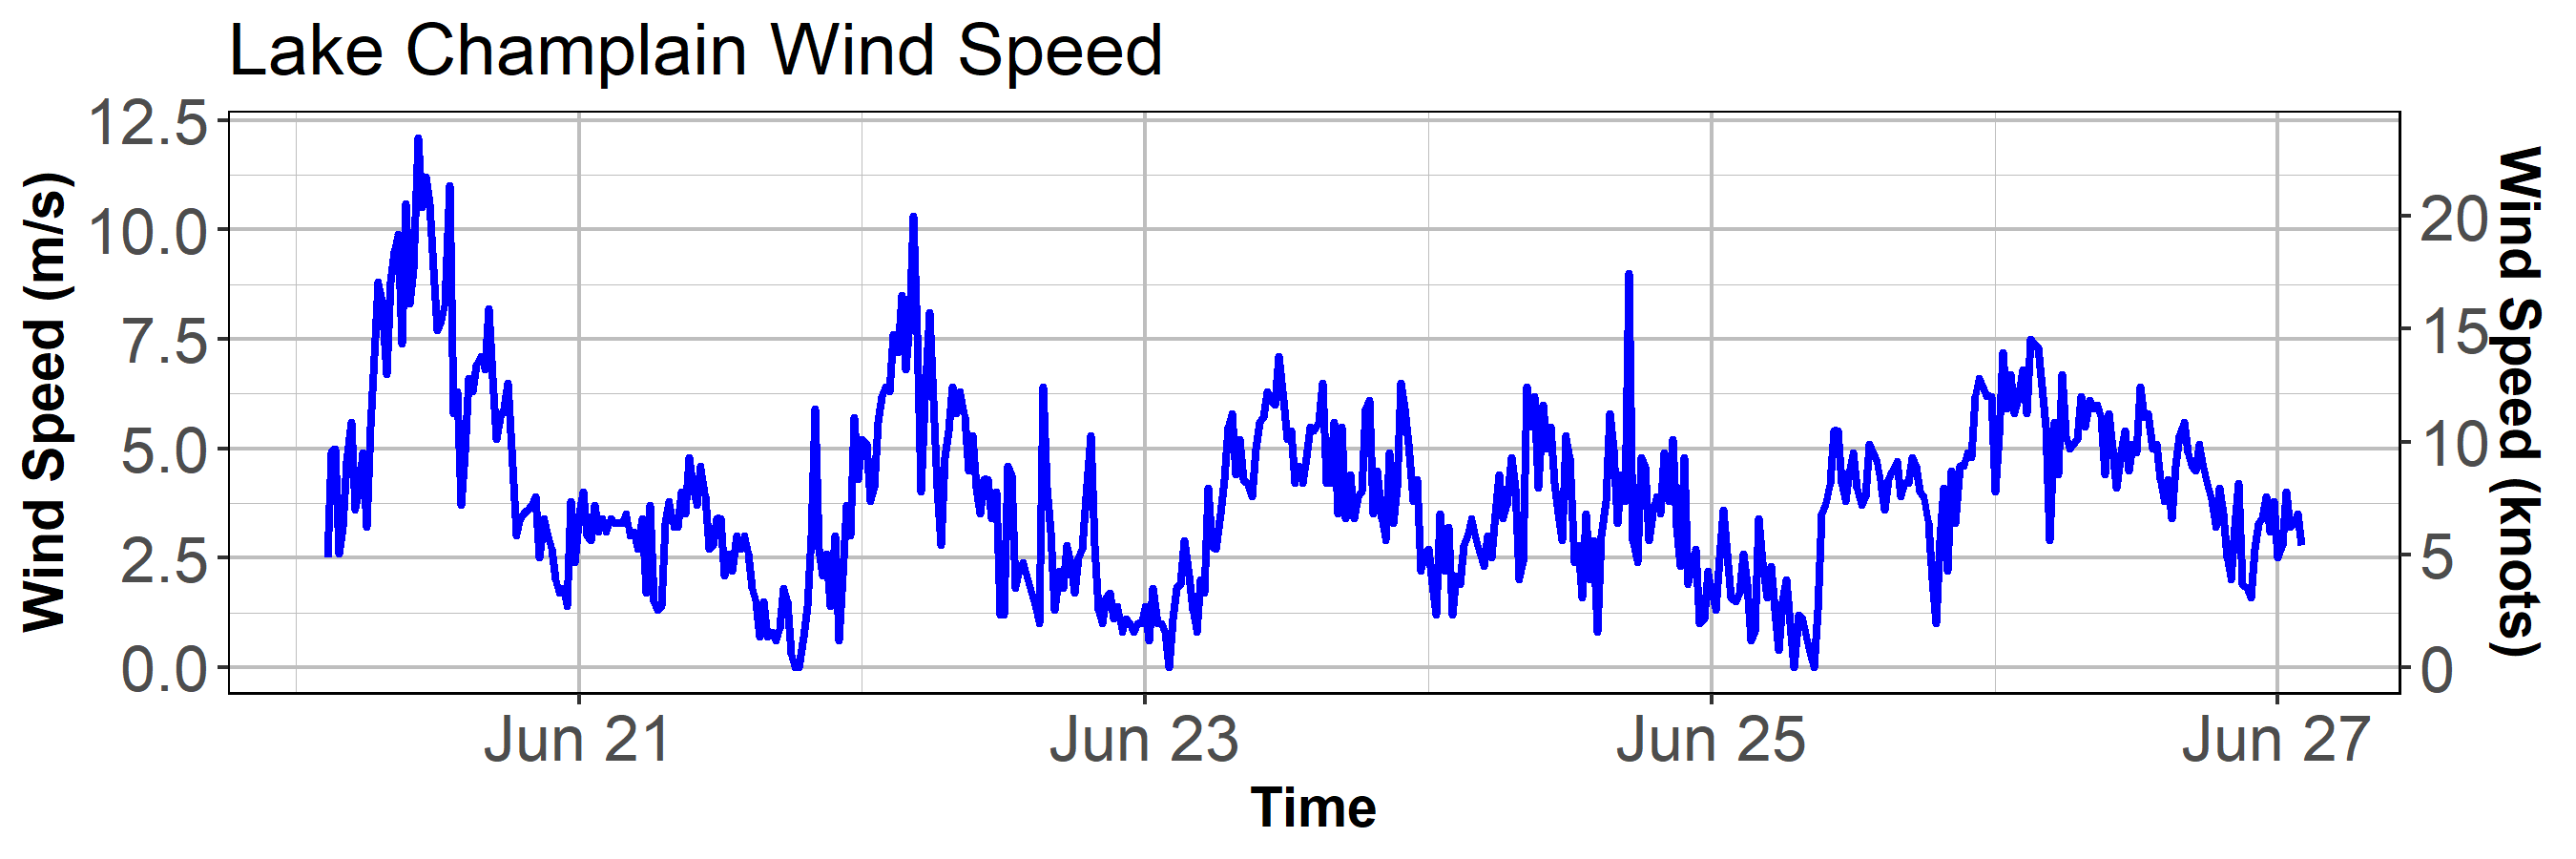 Lake Champlain Wind Speed
Wind Speed (m/s)
12.5
10.0
7.5
5.0
2.5
0.0
20
15
10
5
0
Wind Speed (knots)
Jun 21
Jun 23
Jun 25
Jun 27
Time